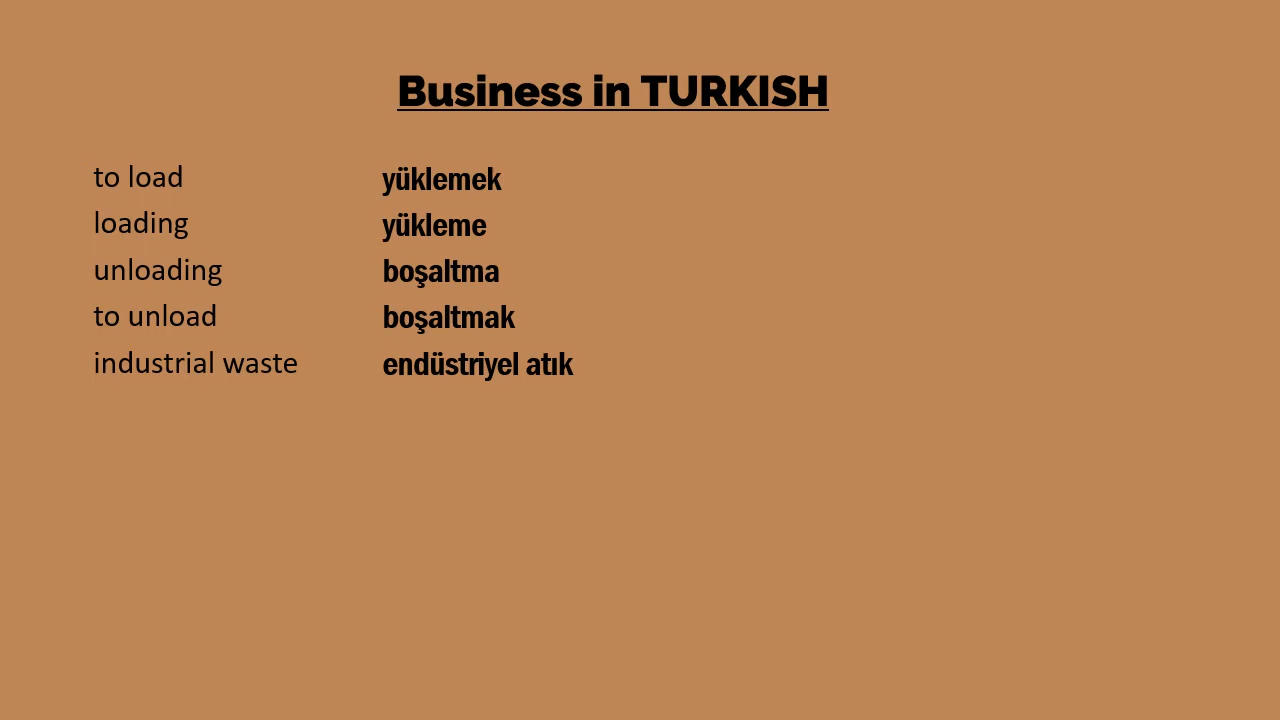 Business in TURKISH
to load yüklemek
loading yükleme
unloading boşaltma
to unload boşaltmak
industrial waste endüstriyel atık